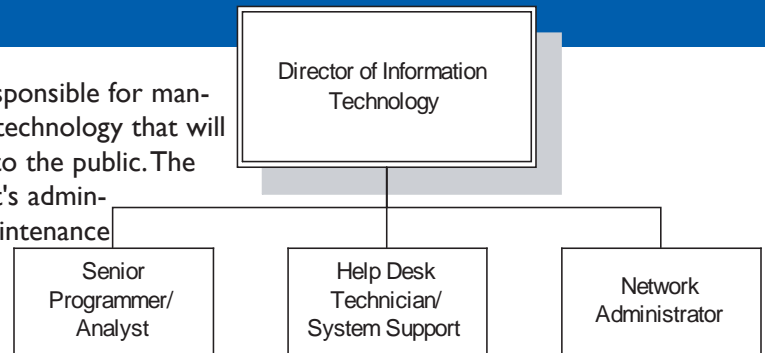 Director of Information
Technology
sponsible for man-
technology that will
to the public. The
t's admin-
intenance
Senior
Programmer/
Analyst
Help Desk
Technician/
System Support
Network
Administrator